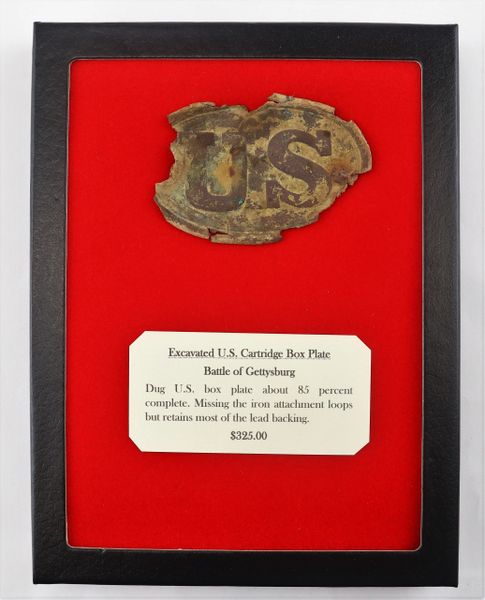 US
Excavated U.S. Cartridge Box Plate
Battle of Gettysburg
Dug U.S. box plate about 85 percent
complete. Missing the iron attachment loops
but retains most of the lead backing.
$325.00